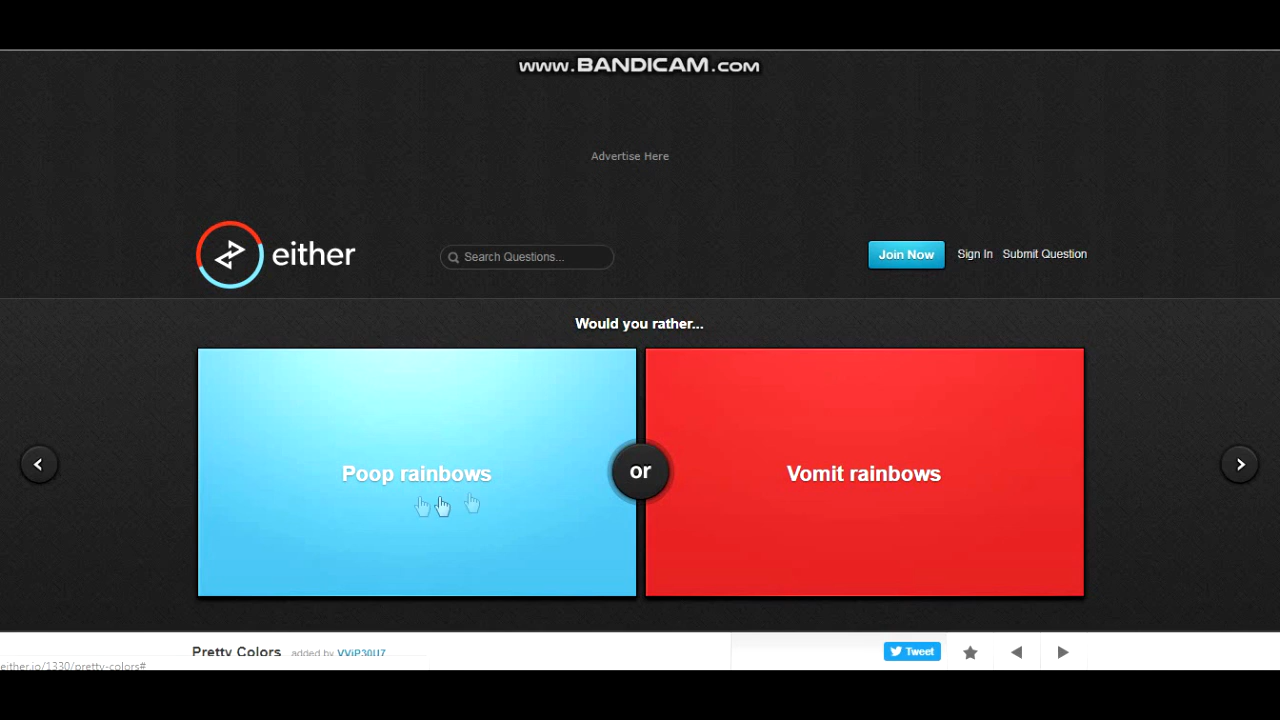 www.BANDICAM.com
Advertise Here
either
Search Questions...
Join Now
Sign In
Submit Question
Would you rather...
Poop rainbows
or
Vomit rainbows
Pretty Colors added by VViP30U7
Tweet
either.io/1330/pretty-colors#